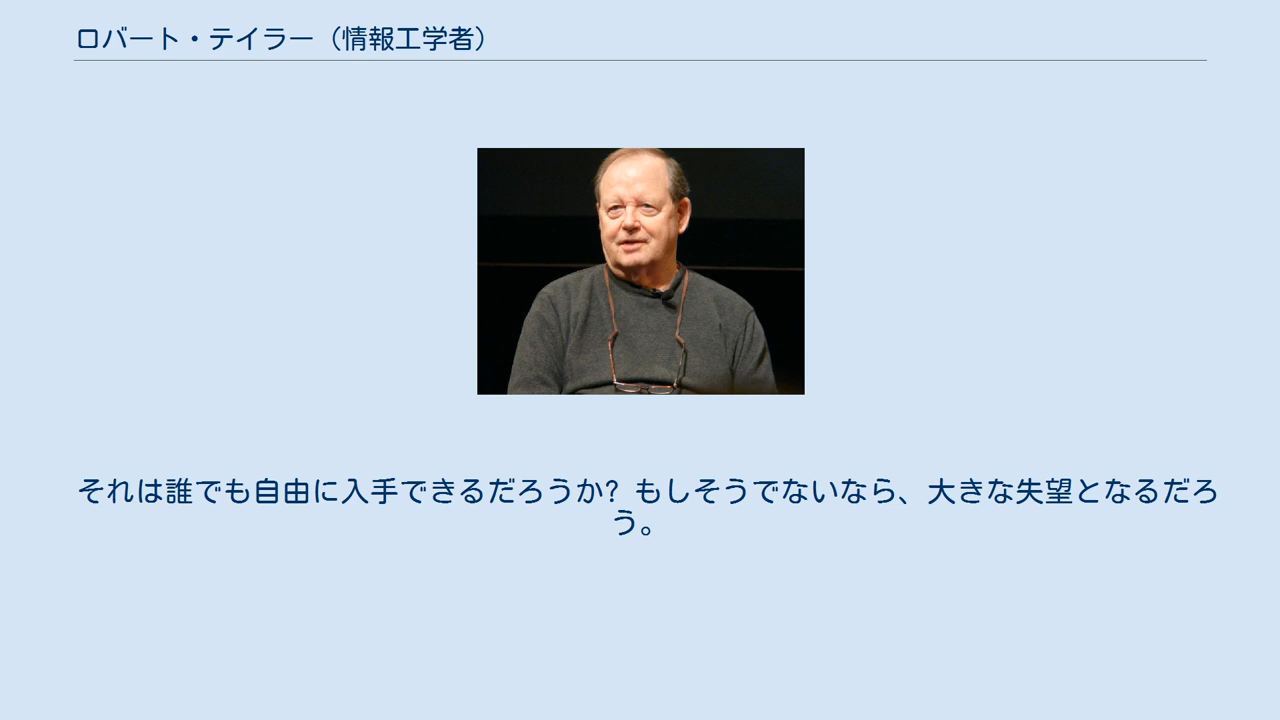 ロバート・テイラー（情報工学者）
それは誰でも自由に入手できるだろうか? もしそうでないなら、大きな失望となるだろ
う。